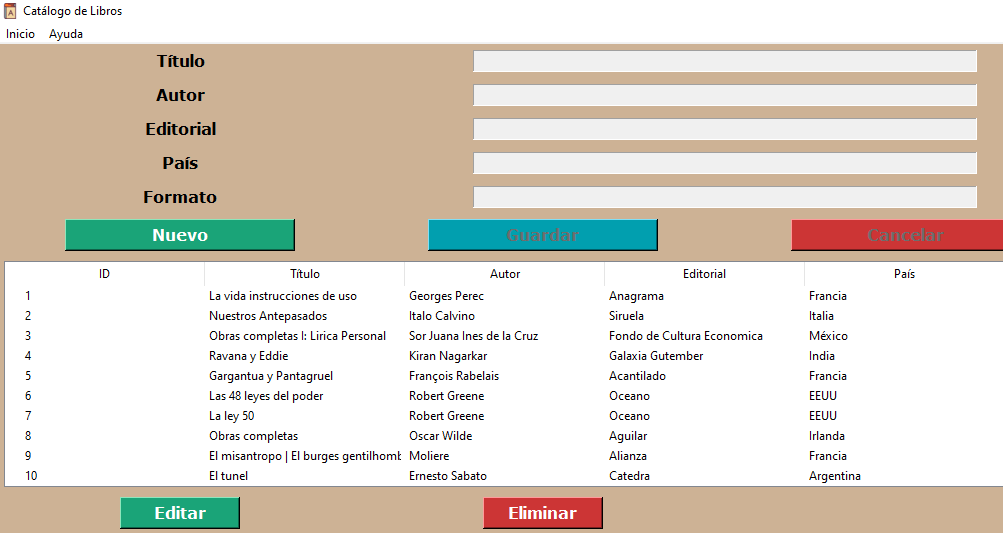 Catálogo de Libros
Inicio Ayuda
Título
Autor
Editorial
País
Formato
Nuevo Guardar Cancelar
ID Título Autor Editorial País
1 La vida instrucciones de uso Georges Perec Anagrama Francia
2 Nuestros Antepasados Italo Calvino Siruela Italia
3 Obras completas I: Lirica Personal Sor Juana Ines de la Cruz Fondo de Cultura Economica México
4 Ravana y Eddie Kiran Nagarkar Galaxia Gutember India
5 Gargantua y Pantagruel François Rabelais Acantilado Francia
6 Las 48 leyes del poder Robert Greene Oceano EEUU
7 La ley 50 Robert Greene Oceano EEUU
8 Obras completas Oscar Wilde Aguilar Irlanda
9 El misantropo | El burges gentilhomb Moliere Alianza Francia
10 El tunel Ernesto Sabato Catedra Argentina
Editar Eliminar